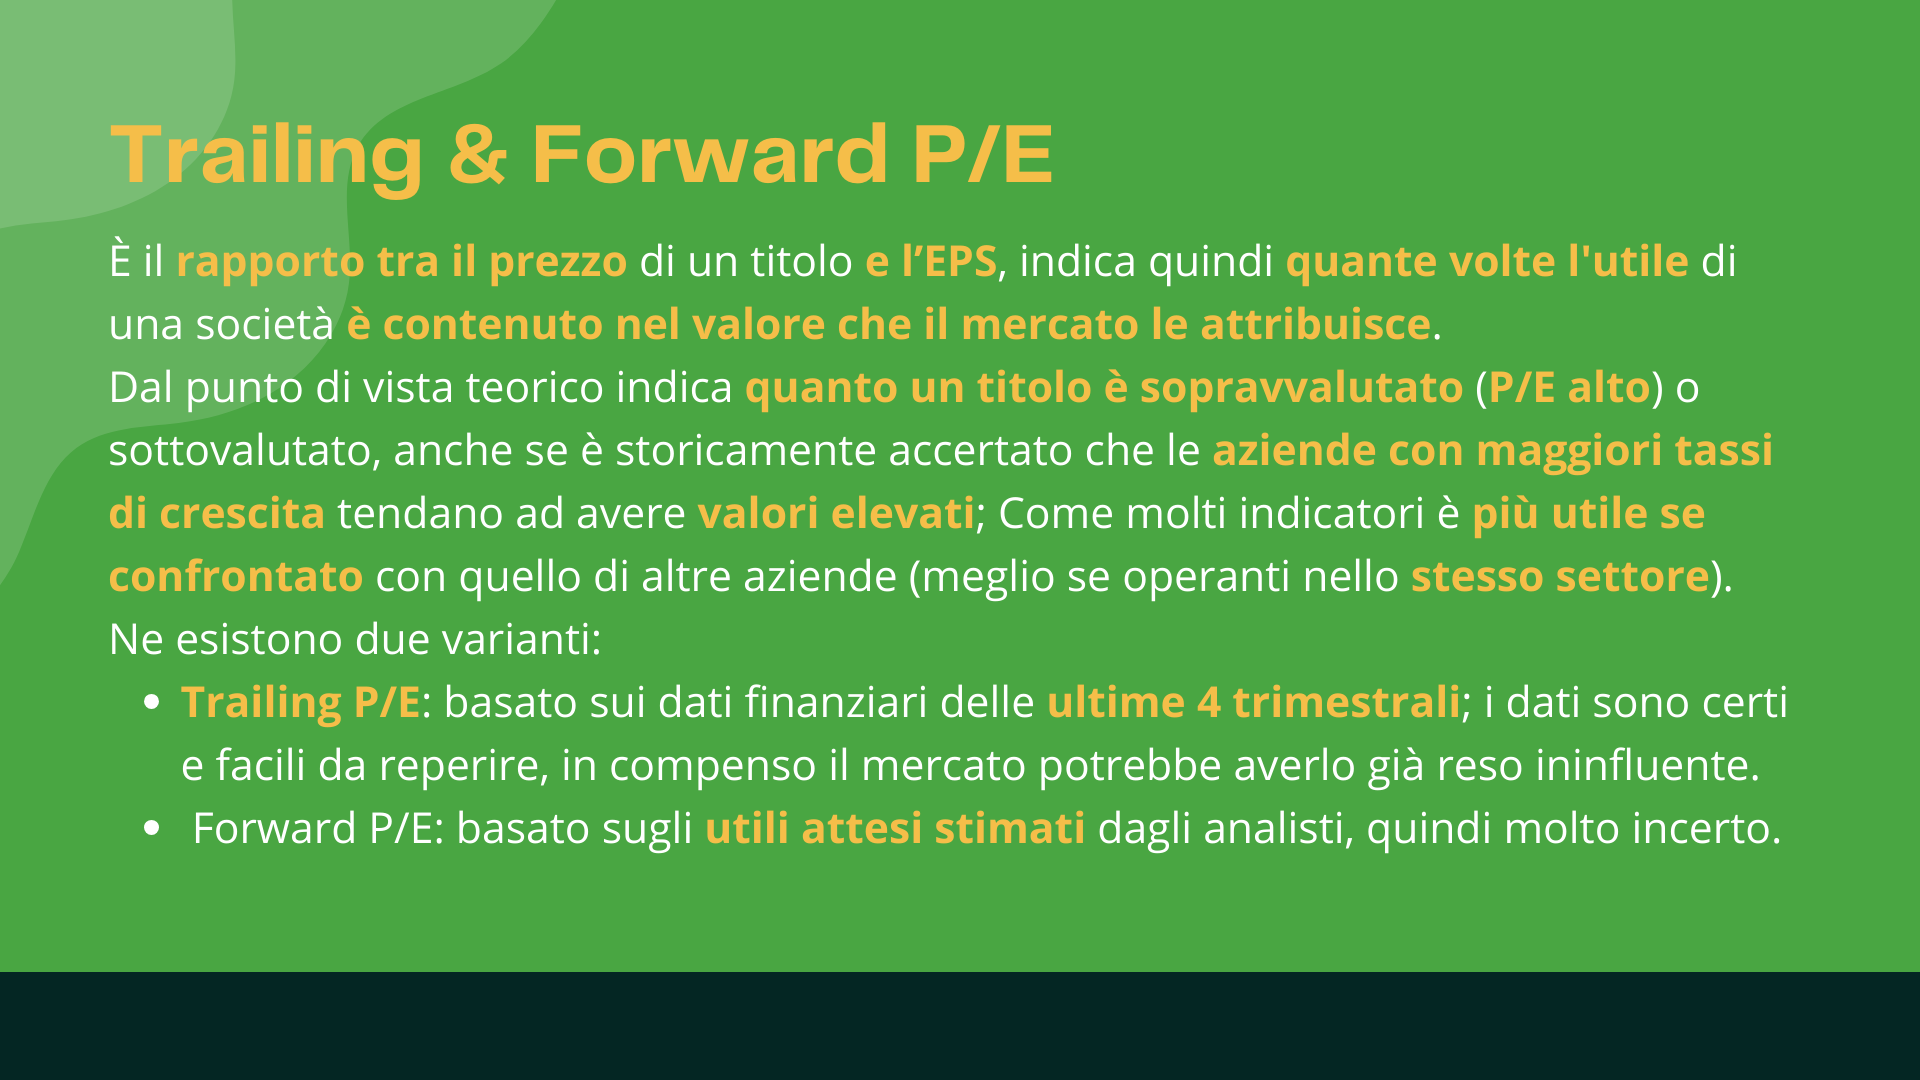 Trailing & Forward P/E
È il rapporto tra il prezzo di un titolo e l’EPS, indica quindi quante volte l'utile di
una società è contenuto nel valore che il mercato le attribuisce.
Dal punto di vista teorico indica quanto un titolo è sopravvalutato (P/E alto) o
sottovalutato, anche se è storicamente accertato che le aziende con maggiori tassi
di crescita tendano ad avere valori elevati; Come molti indicatori è più utile se
confrontato con quello di altre aziende (meglio se operanti nello stesso settore).
Ne esistono due varianti:
• Trailing P/E: basato sui dati finanziari delle ultime 4 trimestrali; i dati sono certi
e facili da reperire, in compenso il mercato potrebbe averlo già reso ininfluente.
• Forward P/E: basato sugli utili attesi stimati dagli analisti, quindi molto incerto.